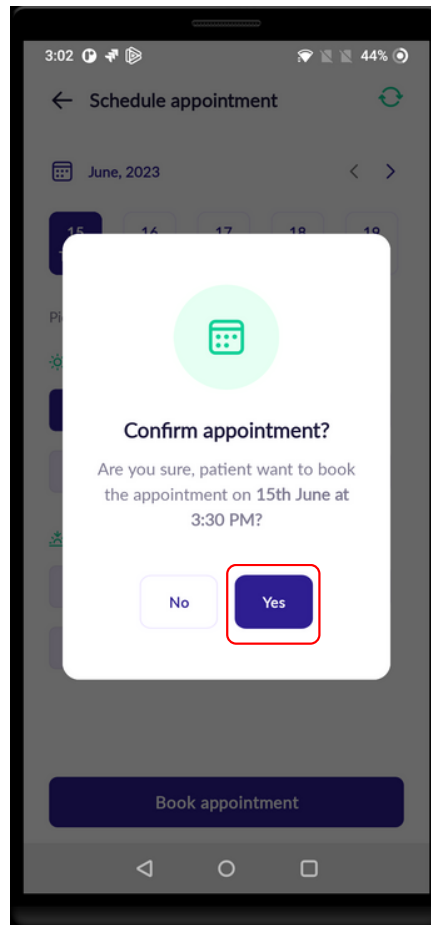 3:02
44%
Schedule appointment
June, 2023
15 16 17 18 19
Confirm appointment?
Are you sure, patient want to book
the appointment on 15th June at
3:30 PM?
No Yes
Book appointment